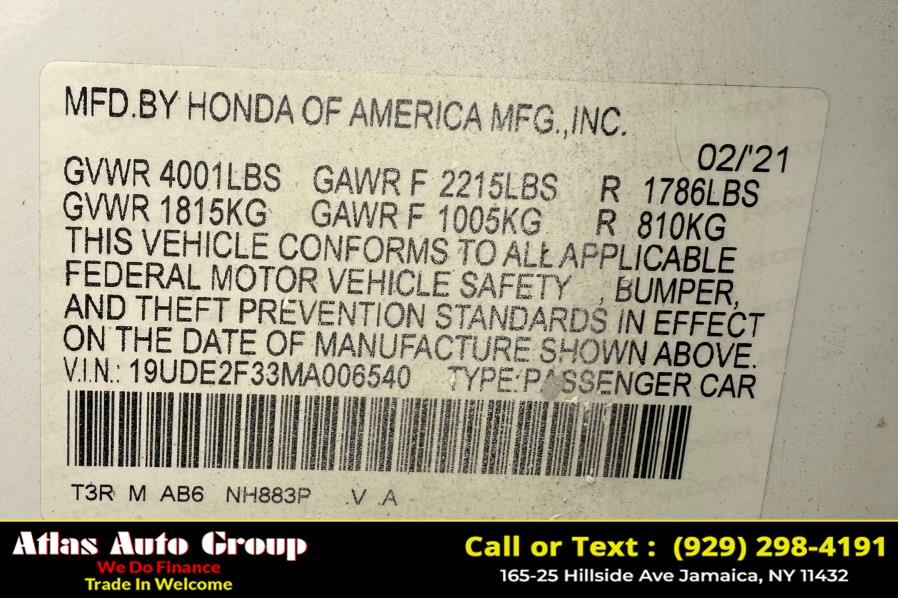 MFD.BY HONDA OF AMERICA MFG.,INC.
02/'21
GVWR 4001LBS GAWR F 2215LBS R 1786LBS
GVWR 1815KG GAWR F 1005KG R 810KG
THIS VEHICLE CONFORMS TO ALL APPLICABLE
FEDERAL MOTOR VEHICLE SAFETY , BUMPER,
AND THEFT PREVENTION STANDARDS IN EFFECT
ON THE DATE OF MANUFACTURE SHOWN ABOVE.
V.I.N.: 19UDE2F33MA006540 TYPE:PASSENGER CAR
T3R M AB6 NH883P .V A
Atlas Auto Group
We Do Finance
Trade In Welcome
Call or Text : (929) 298-4191
165-25 Hillside Ave Jamaica, NY 11432